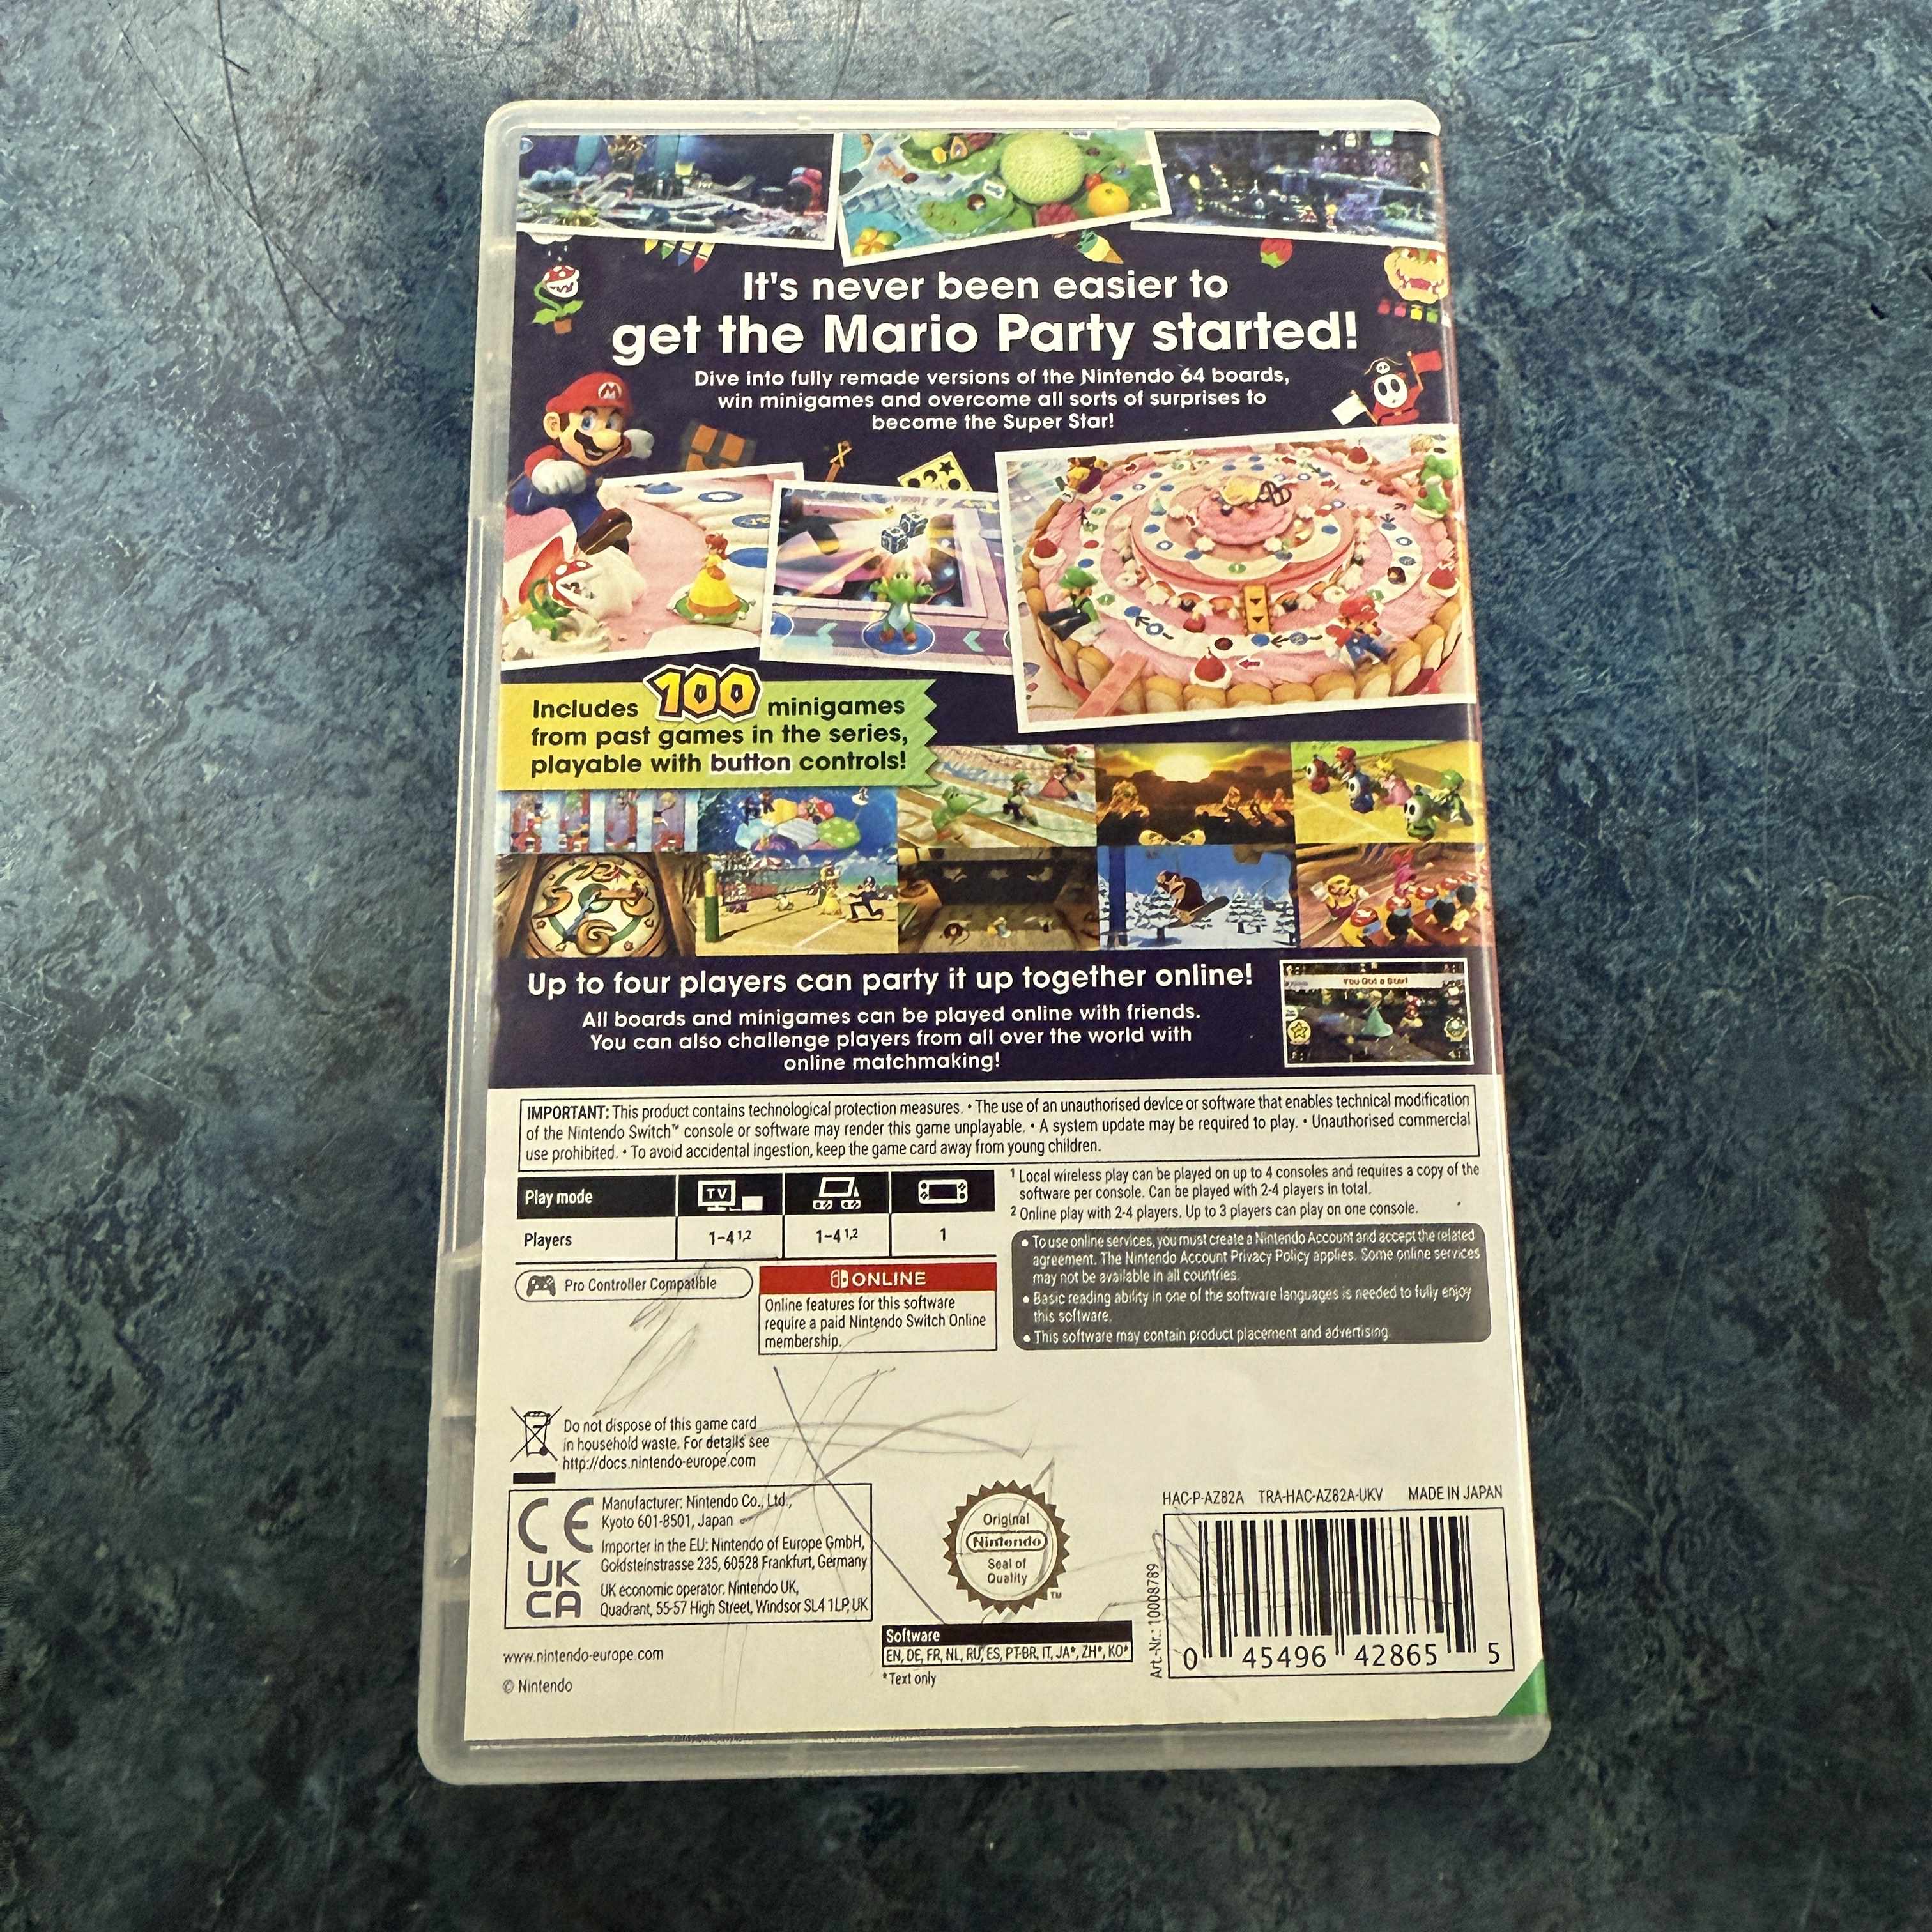 It's never been easier to
get the Mario Party started!
Dive into fully remade versions of the Nintendo 64 boards,
win minigames and overcome all sorts of surprises to
become the Super Star!
Includes 100 minigames
from past games in the series,
playable with button controls!
Up to four players can party it up together online!
All boards and minigames can be played online with friends.
You can also challenge players from all over the world with
online matchmaking!
You Got a Star!
IMPORTANT: This product contains technological protection measures. • The use of an unauthorised device or software that enables technical modification
of the Nintendo Switch™ console or software may render this game unplayable. • A system update may be required to play. • Unauthorised commercial
use prohibited. • To avoid accidental ingestion, keep the game card away from young children.
Play mode TV
Players 1-4 1,2 1-4 1,2 1
1 Local wireless play can be played on up to 4 consoles and requires a copy of the
software per console. Can be played with 2-4 players in total.
2 Online play with 2-4 players. Up to 3 players can play on one console.
• To use online services, you must create a Nintendo Account and accept the related
agreement. The Nintendo Account Privacy Policy applies. Some online services
may not be available in all countries.
• Basic reading ability in one of the software languages is needed to fully enjoy
this software.
• This software may contain product placement and advertising.
Pro Controller Compatible
ONLINE
Online features for this software
require a paid Nintendo Switch Online
membership.
Do not dispose of this game card
in household waste. For details see
http://docs.nintendo-europe.com
CE
UK
CA
Manufacturer: Nintendo Co., Ltd.,
Kyoto 601-8501, Japan
Importer in the EU: Nintendo of Europe GmbH,
Goldsteinstrasse 235, 60528 Frankfurt, Germany
UK economic operator: Nintendo UK,
Quadrant, 55-57 High Street, Windsor SL4 1LP, UK
www.nintendo-europe.com
© Nintendo
Original
Nintendo
Seal of
Quality
TM
Software
EN, DE, FR, NL, RU, ES, PT-BR, IT, JA*, ZH*, KO*
*Text only
HAC-P-AZ82A TRA-HAC-AZ82A-UKV MADE IN JAPAN
Art.-Nr.: 10008789
0 45496 42865 5